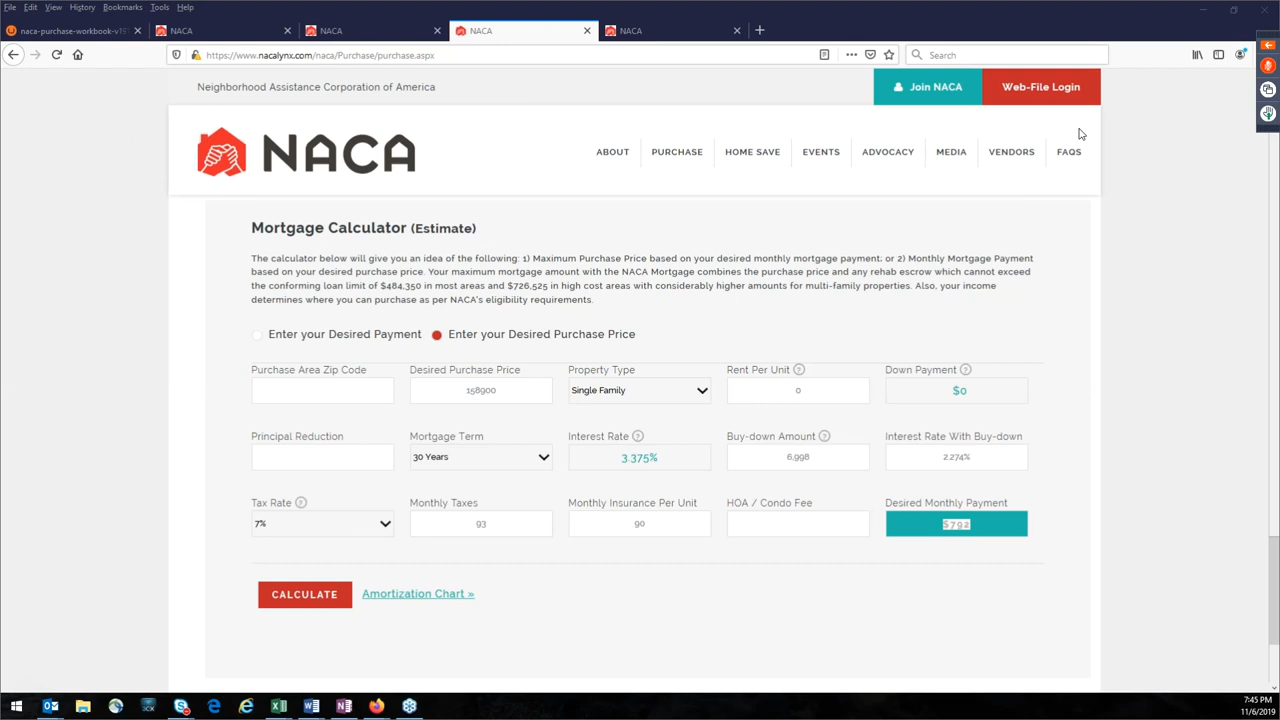 File Edit View History Bookmarks Tools Help
naca-purchase-workbook-v19 NACA NACA NACA NACA
https://www.nacalynx.com/naca/Purchase/purchase.aspx Search
Neighborhood Assistance Corporation of America Join NACA Web-File Login
NACA ABOUT PURCHASE HOME SAVE EVENTS ADVOCACY MEDIA VENDORS FAQS
Mortgage Calculator (Estimate)
The calculator below will give you an idea of the following: 1) Maximum Purchase Price based on your desired monthly mortgage payment; or 2) Monthly Mortgage Payment
based on your desired purchase price. Your maximum mortgage amount with the NACA Mortgage combines the purchase price and any rehab escrow which cannot exceed
the conforming loan limit of $484,350 in most areas and $726,525 in high cost areas with considerably higher amounts for multi-family properties. Also, your income
determines where you can purchase as per NACA's eligibility requirements.
Enter your Desired Payment Enter your Desired Purchase Price
Purchase Area Zip Code Desired Purchase Price Property Type Rent Per Unit ? Down Payment ?
158900 Single Family 0 $0
Principal Reduction Mortgage Term Interest Rate ? Buy-down Amount ? Interest Rate With Buy-down
30 Years 3.375% 6,998 2.274%
Tax Rate ? Monthly Taxes Monthly Insurance Per Unit HOA / Condo Fee Desired Monthly Payment
7% 93 90 $792
CALCULATE Amortization Chart »
7:45 PM
11/6/2019